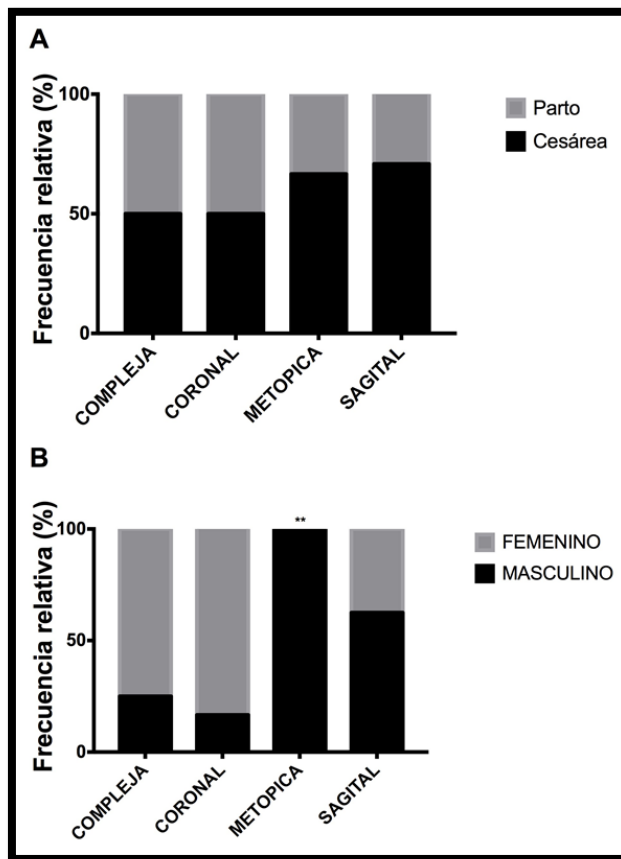 A
Frecuencia relativa (%)
100
50
0
COMPLEJA
CORONAL
METOPICA
SAGITAL
Parto
Cesárea
B
Frecuencia relativa (%)
100
50
0
**
COMPLEJA
CORONAL
METOPICA
SAGITAL
FEMENINO
MASCULINO